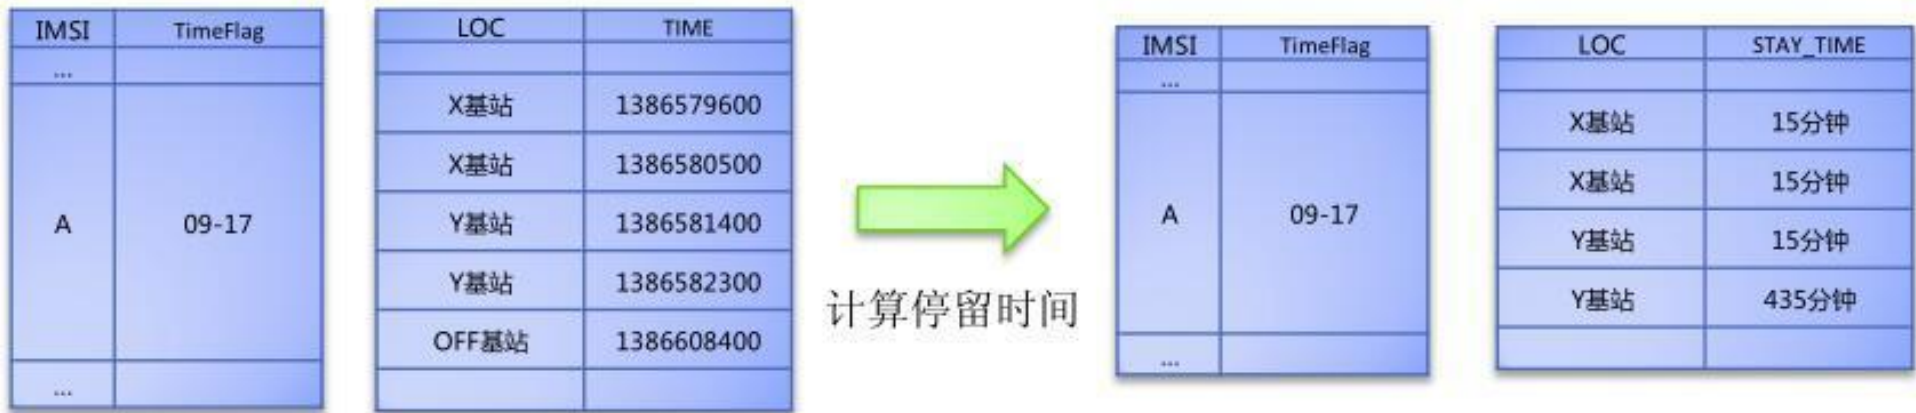 IMSI TimeFlag
...
A 09-17
...
LOC TIME
X基站 1386579600
X基站 1386580500
Y基站 1386581400
Y基站 1386582300
OFF基站 1386608400
计算停留时间
IMSI TimeFlag
...
A 09-17
...
LOC STAY_TIME
X基站 15分钟
X基站 15分钟
Y基站 15分钟
Y基站 435分钟